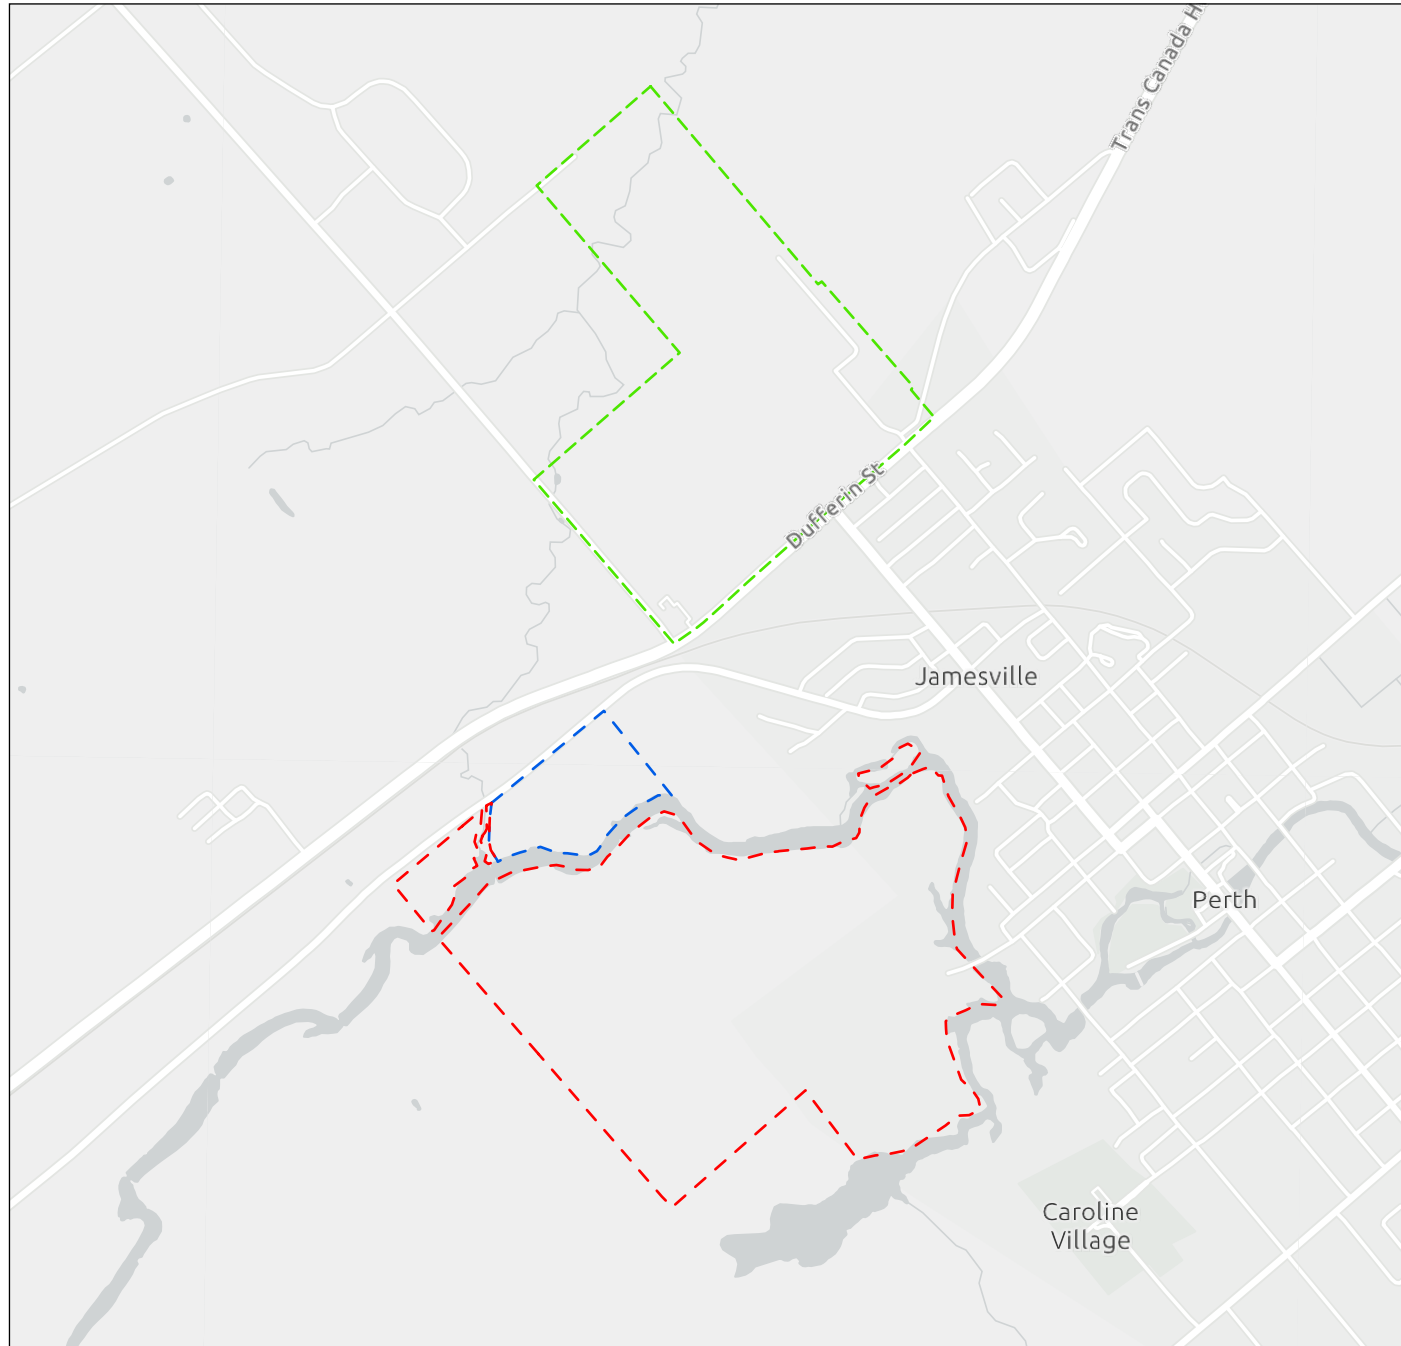 Trans Canada H
Dufferin St
Jamesville
Perth
Caroline
Village